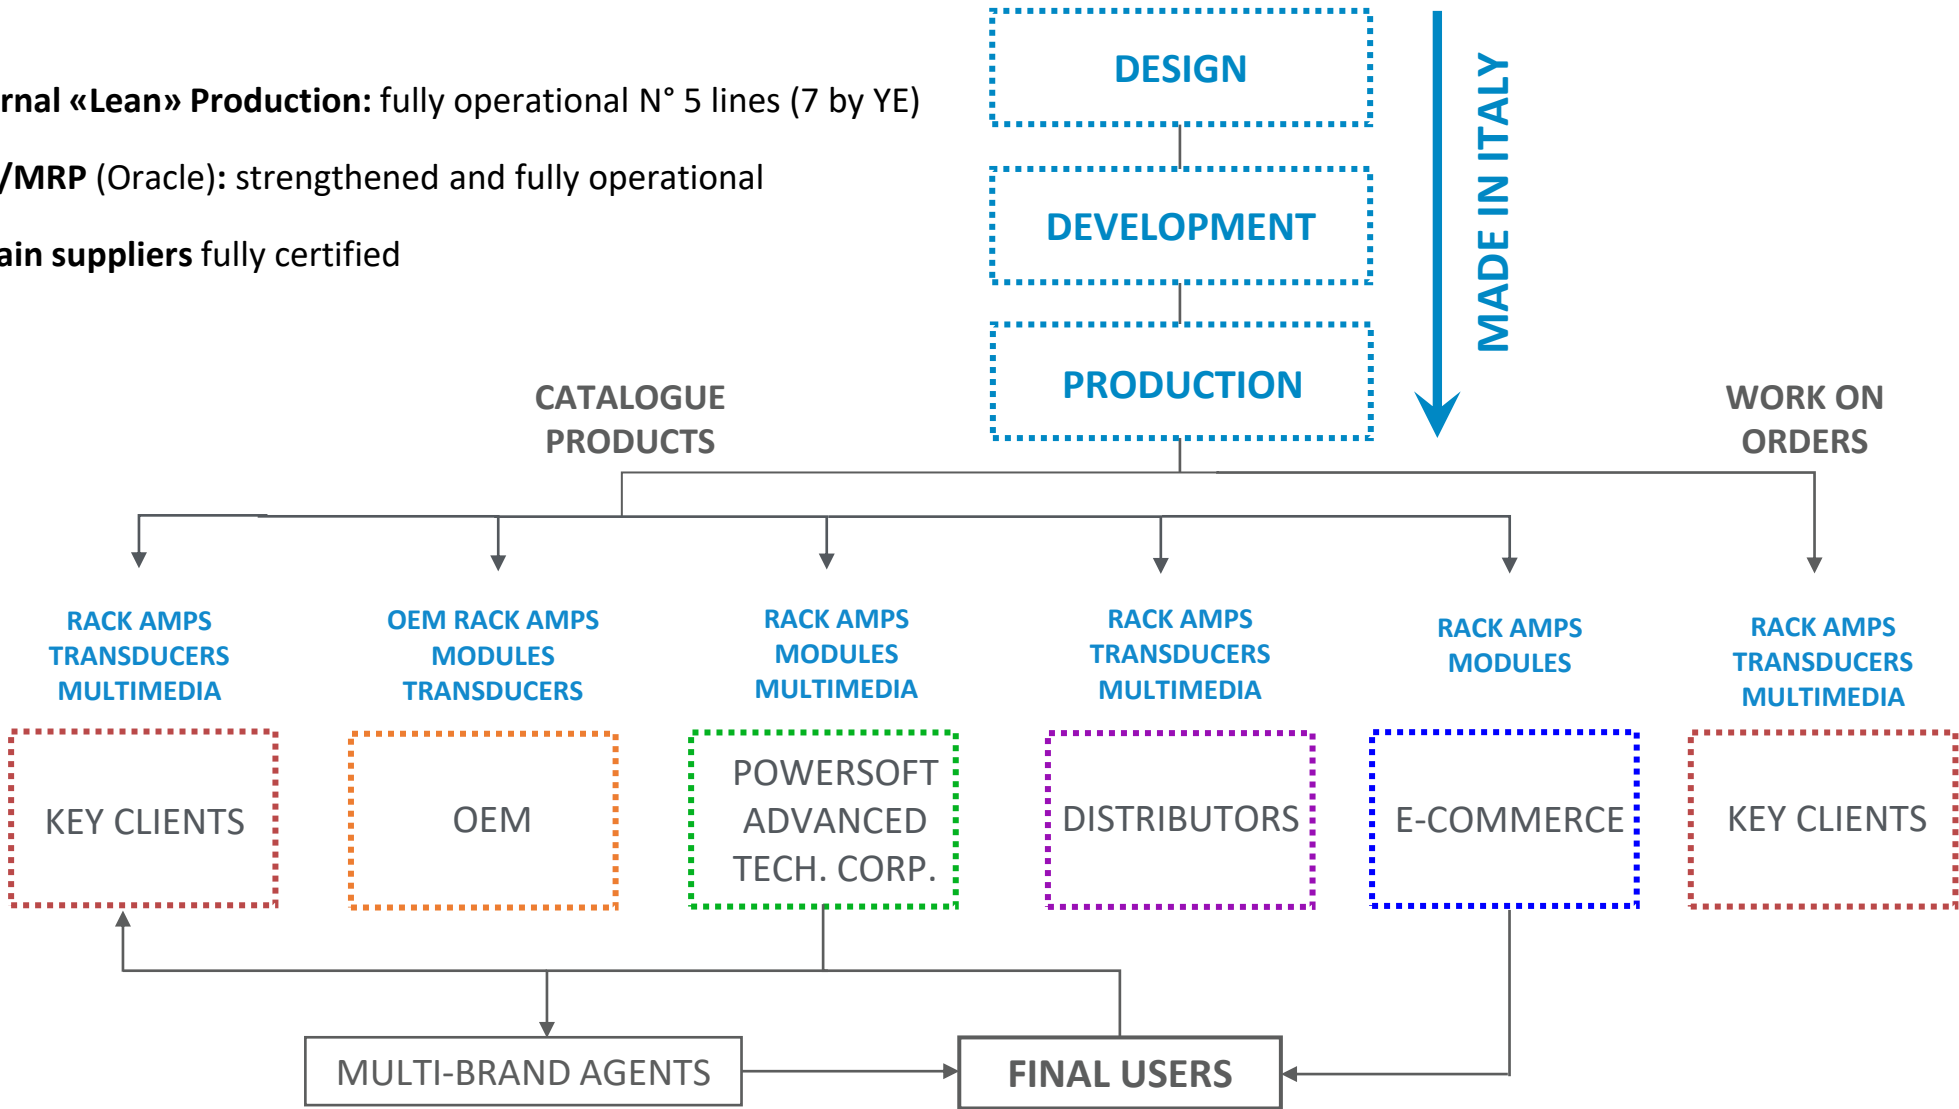 DESIGN
rnal «Lean» Production: fully operational N° 5 lines (7 by YE)
/MRP (Oracle): strengthened and fully operational
ain suppliers fully certified
DEVELOPMENT
PRODUCTION
MADE IN ITALY
CATALOGUE
PRODUCTS
WORK ON
ORDERS
RACK AMPS
TRANSDUCERS
MULTIMEDIA
OEM RACK AMPS
MODULES
TRANSDUCERS
RACK AMPS
MODULES
MULTIMEDIA
RACK AMPS
TRANSDUCERS
MULTIMEDIA
RACK AMPS
MODULES
RACK AMPS
TRANSDUCERS
MULTIMEDIA
KEY CLIENTS
OEM
POWERSOFT
ADVANCED
TECH. CORP.
DISTRIBUTORS
E-COMMERCE
KEY CLIENTS
MULTI-BRAND AGENTS
FINAL USERS